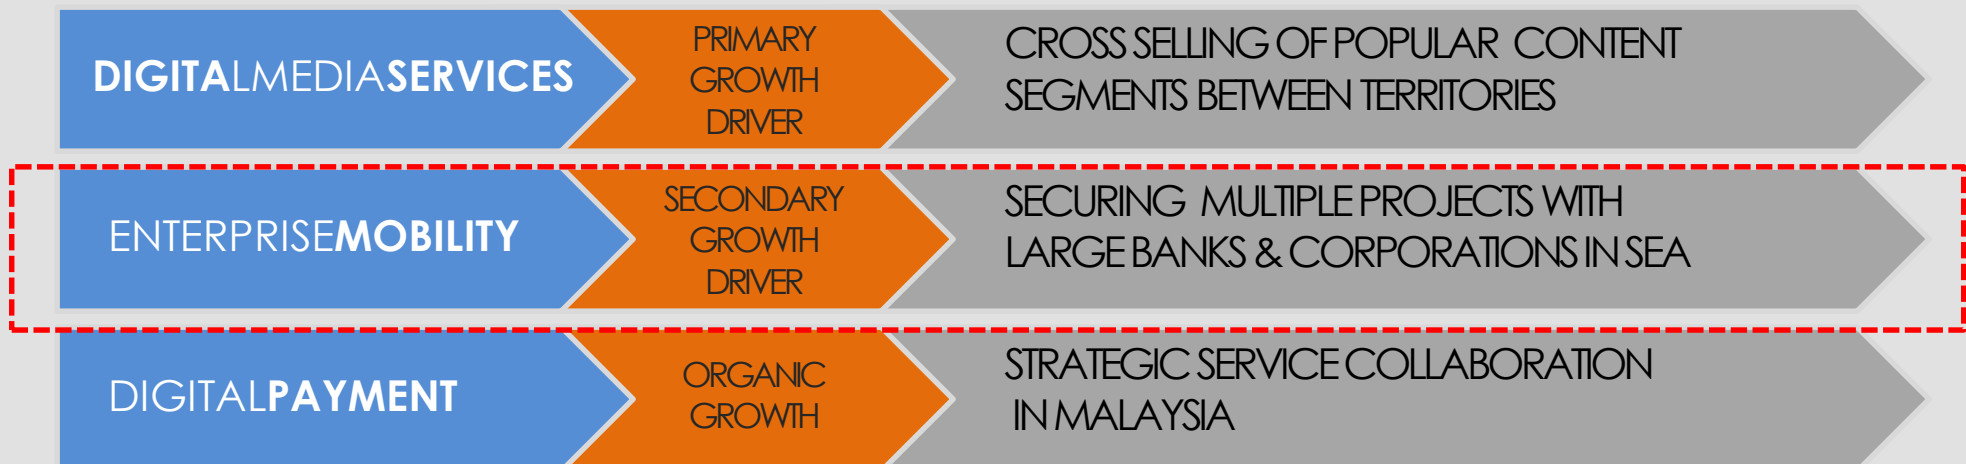 DIGITALMEDIASERVICES
PRIMARY
GROWTH
DRIVER
CROSS SELLING OF POPULAR CONTENT
SEGMENTS BETWEEN TERRITORIES
ENTERPRISEMOBILITY
SECONDARY
GROWTH
DRIVER
SECURING MULTIPLE PROJECTS WITH
LARGE BANKS & CORPORATIONS IN SEA
DIGITALPAYMENT
ORGANIC
GROWTH
STRATEGIC SERVICE COLLABORATION
IN MALAYSIA